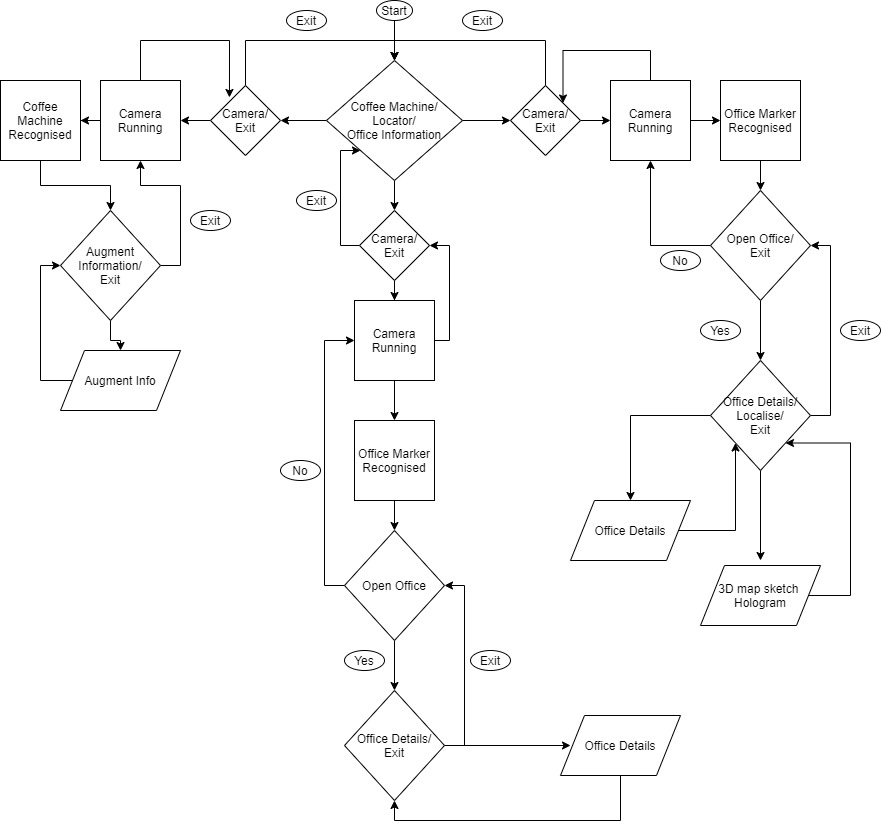 Start
Exit
Exit
Coffee
Machine
Recognised
Camera
Running
Camera/
Exit
Coffee Machine/
Locator/
Office Information
Camera/
Exit
Camera
Running
Office Marker
Recognised
Exit
Exit
Augment
Information/
Exit
Camera/
Exit
Open Office/
Exit
No
Camera
Running
Yes
Exit
Augment Info
Office Details/
Localise/
Exit
Office Marker
Recognised
No
Office Details
Open Office
3D map sketch
Hologram
Yes
Exit
Office Details/
Exit
Office Details